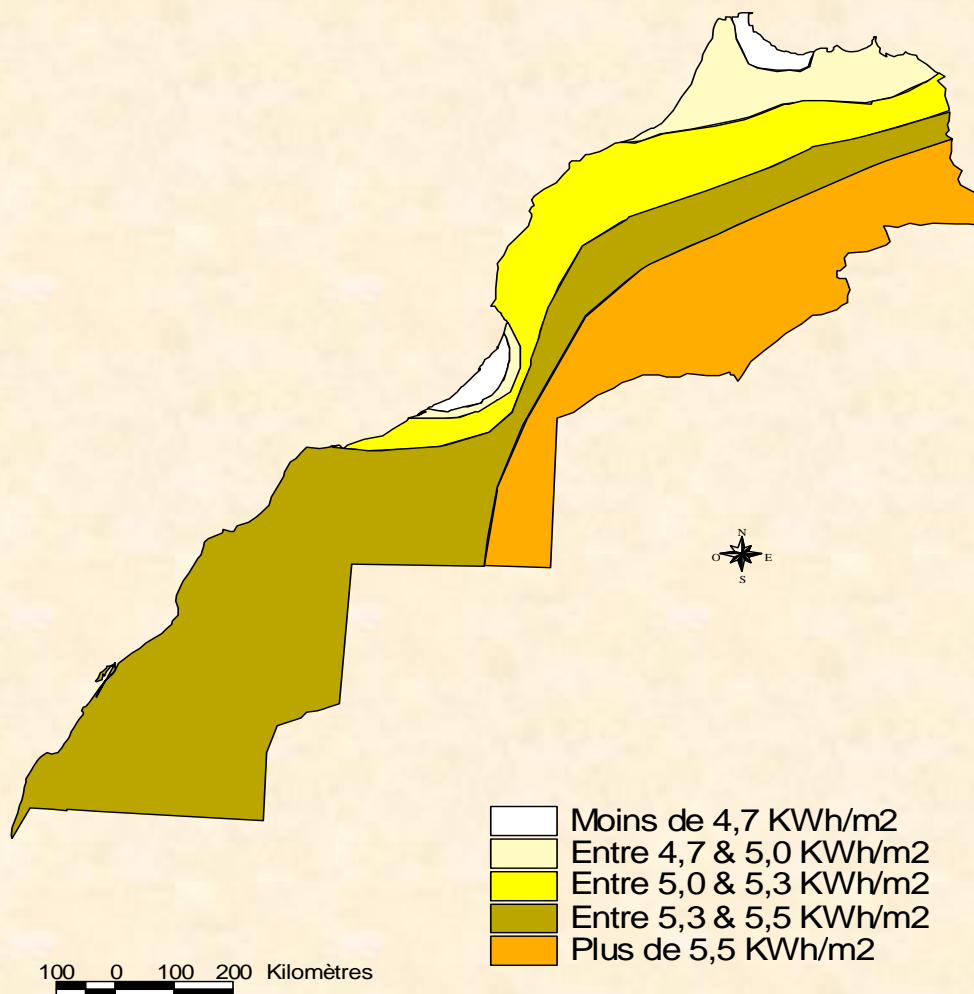 N
O E
S
Moins de 4,7 KWh/m2
Entre 4,7 & 5,0 KWh/m2
Entre 5,0 & 5,3 KWh/m2
Entre 5,3 & 5,5 KWh/m2
Plus de 5,5 KWh/m2
100 0 100 200 Kilomètres